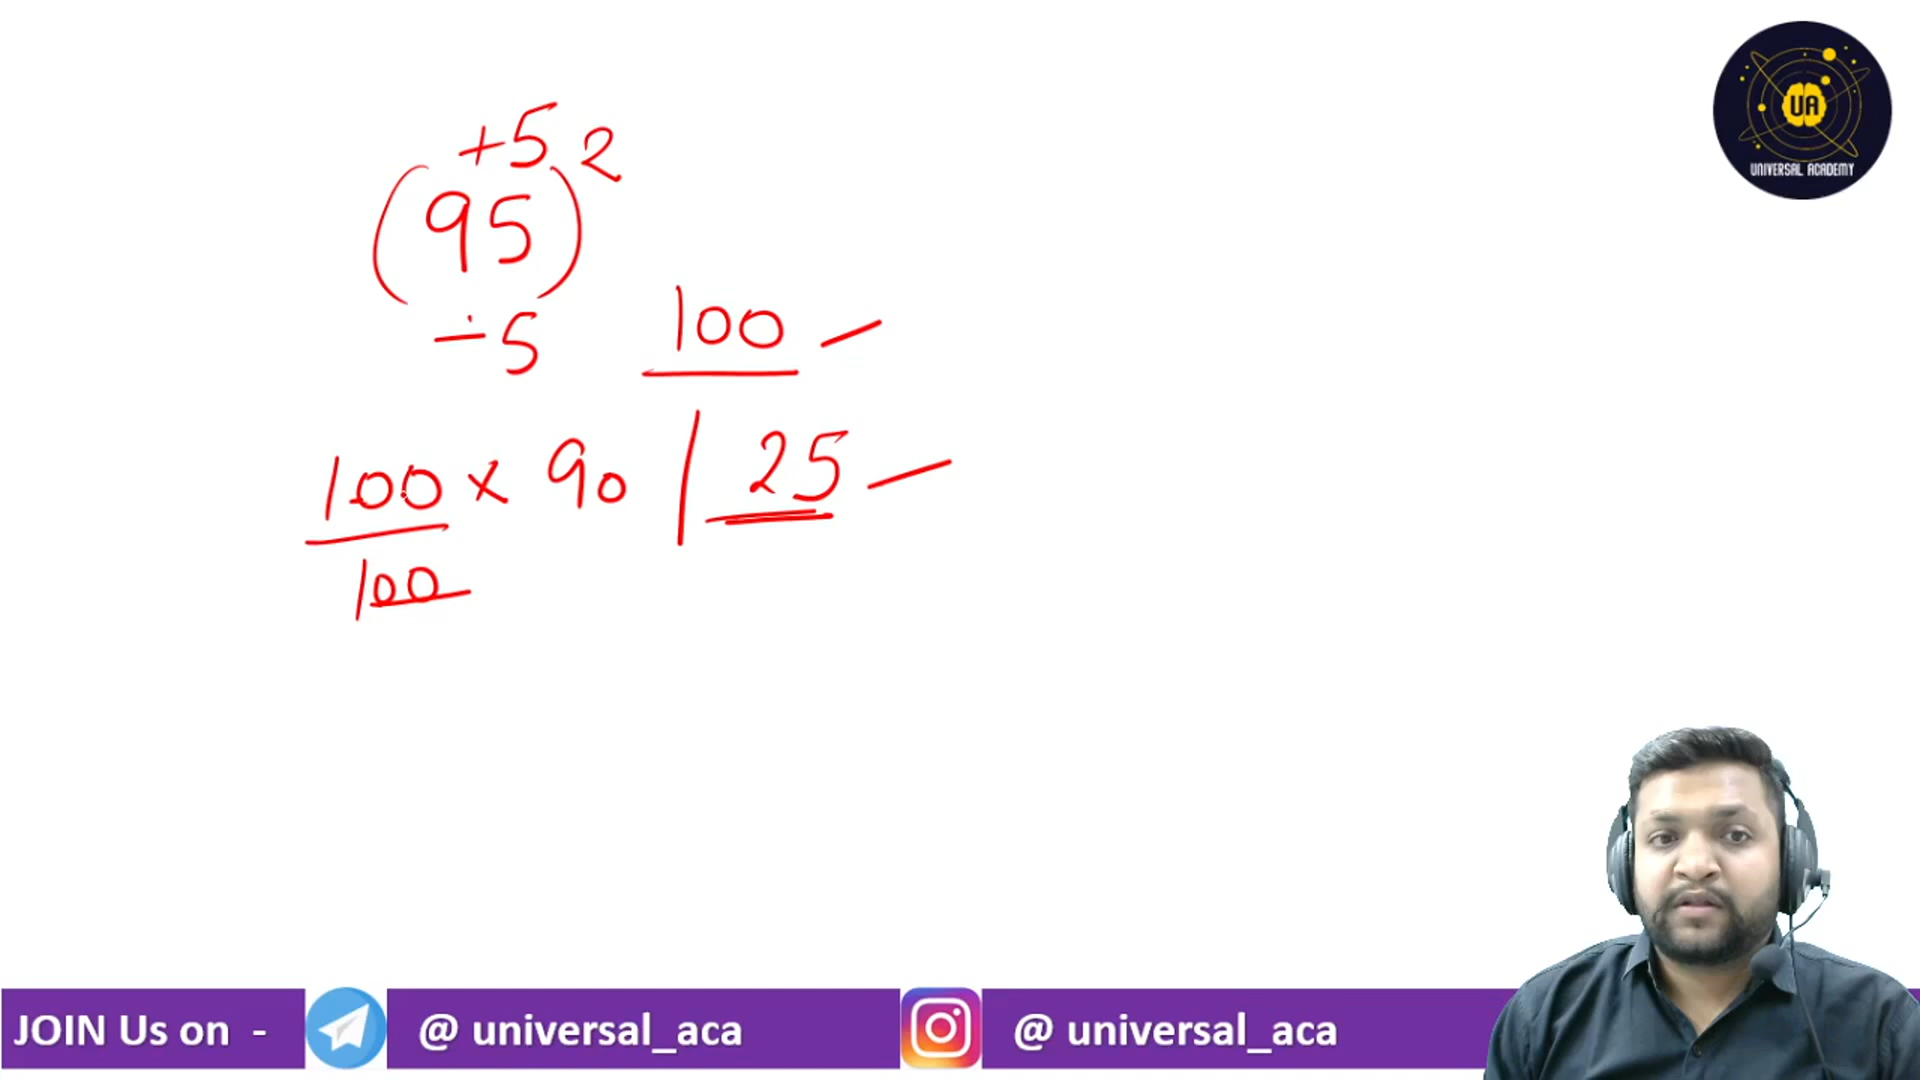 +5
(95)²
-5
100
100 × 90 | 25
100
UA
UNIVERSAL ACADEMY
JOIN Us on - @ universal_aca @ universal_aca